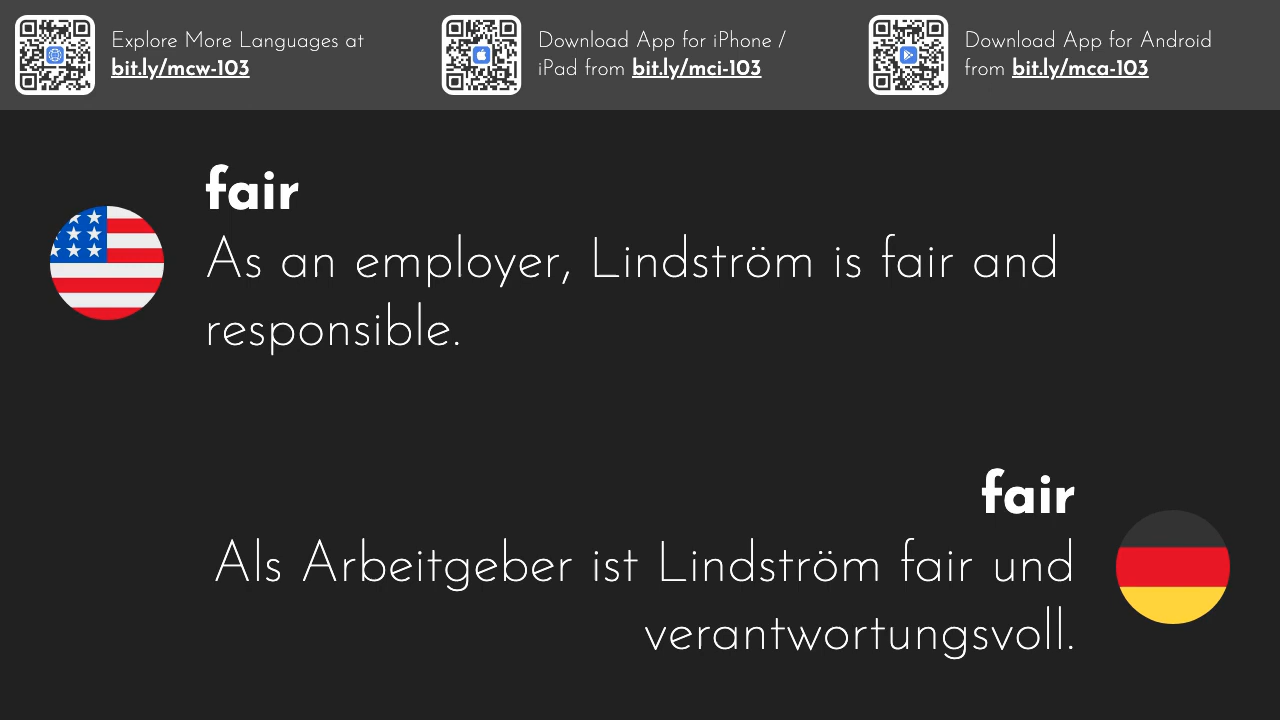 Explore More Languages at
bit.ly/mcw-103
Download App for iPhone /
iPad from bit.ly/mci-103
Download App for Android
from bit.ly/mca-103
fair
As an employer, Lindström is fair and
responsible.
fair
Als Arbeitgeber ist Lindström fair und
verantwortungsvoll.